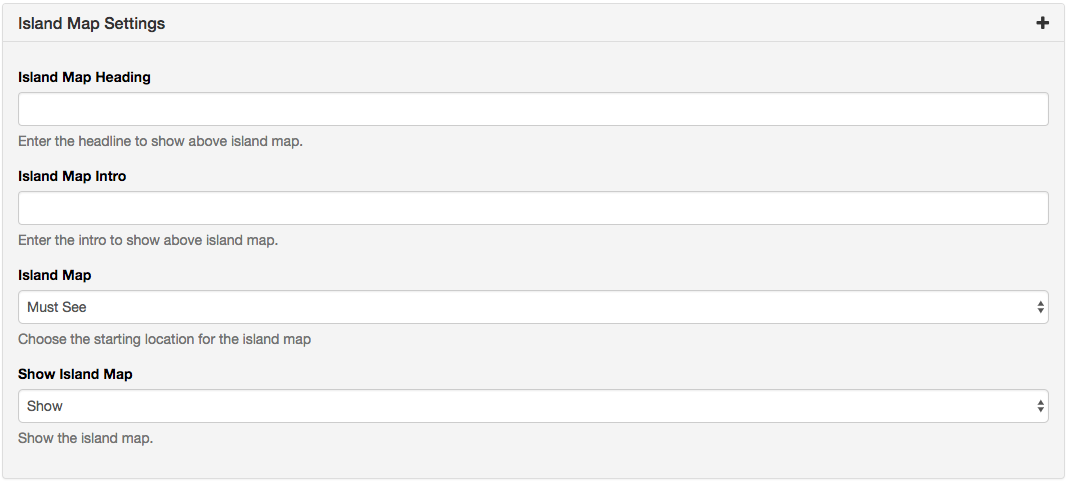 Island Map Settings
Island Map Heading
Enter the headline to show above island map.
Island Map Intro
Enter the intro to show above island map.
Island Map
Must See
Choose the starting location for the island map
Show Island Map
Show
Show the island map.